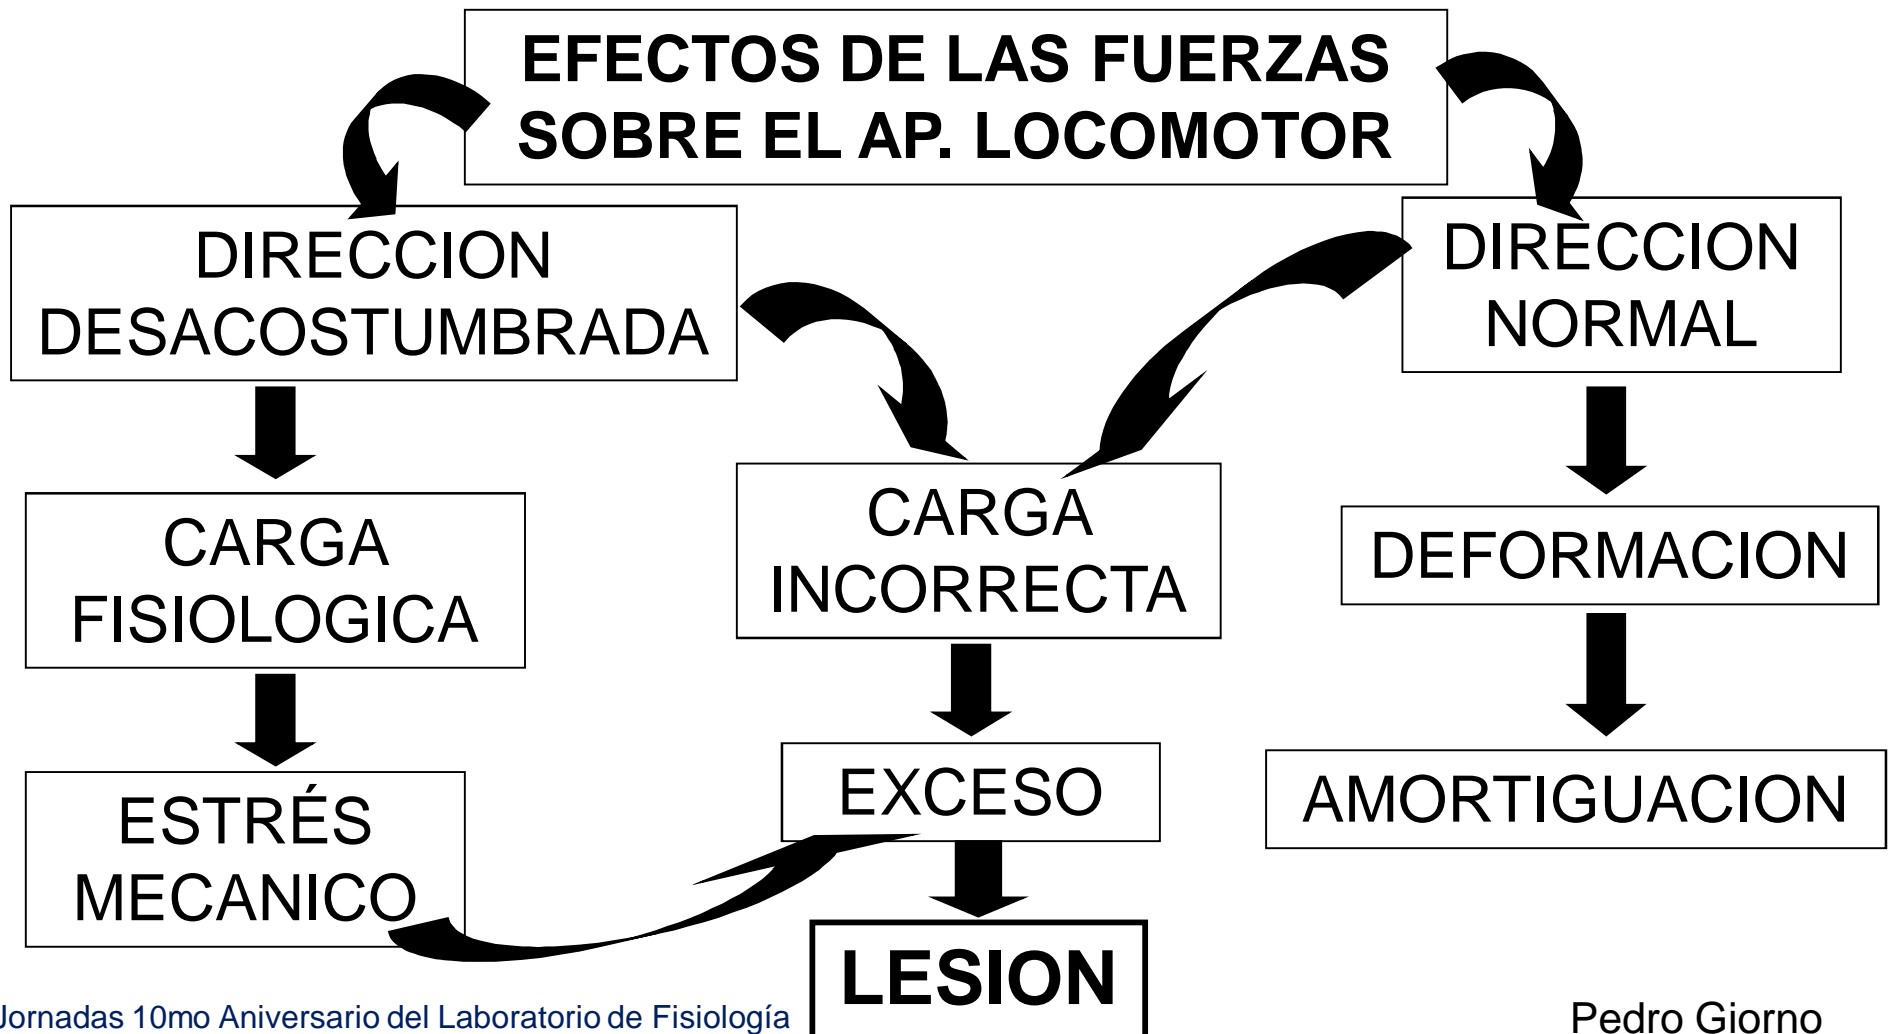 EFECTOS DE LAS FUERZAS
SOBRE EL AP. LOCOMOTOR
DIRECCION
DESACOSTUMBRADA
DIRECCION
NORMAL
CARGA
FISIOLOGICA
CARGA
INCORRECTA
DEFORMACION
ESTRÉS
MECANICO
EXCESO
AMORTIGUACION
LESION
Jornadas 10mo Aniversario del Laboratorio de Fisiología
Pedro Giorno